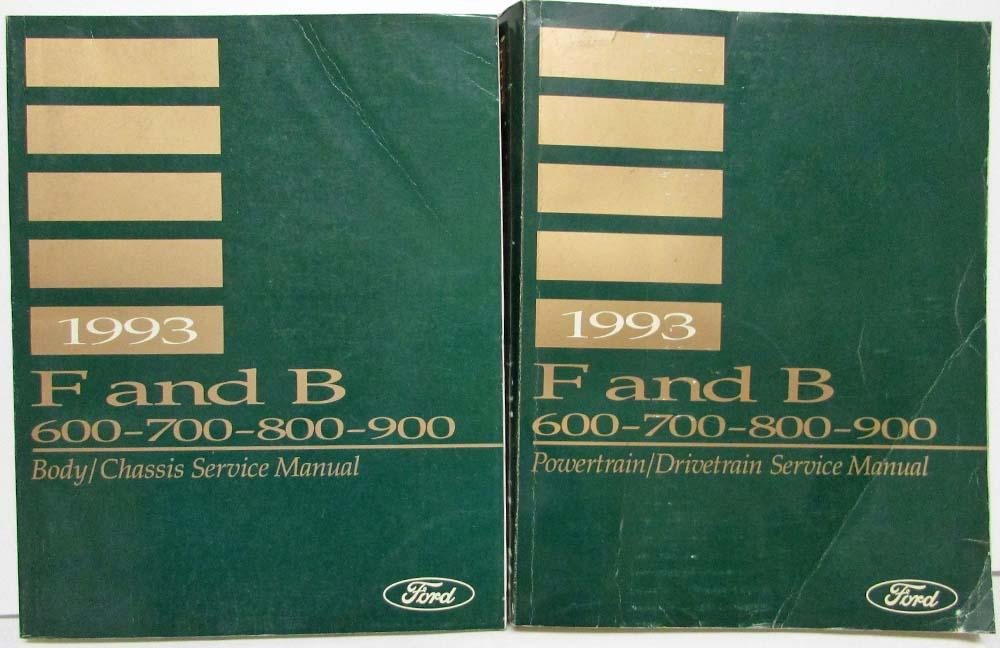 1993
F and B
600-700-800-900
Body/Chassis Service Manual
Ford
1993
F and B
600-700-800-900
Powertrain/Drivetrain Service Manual
Ford